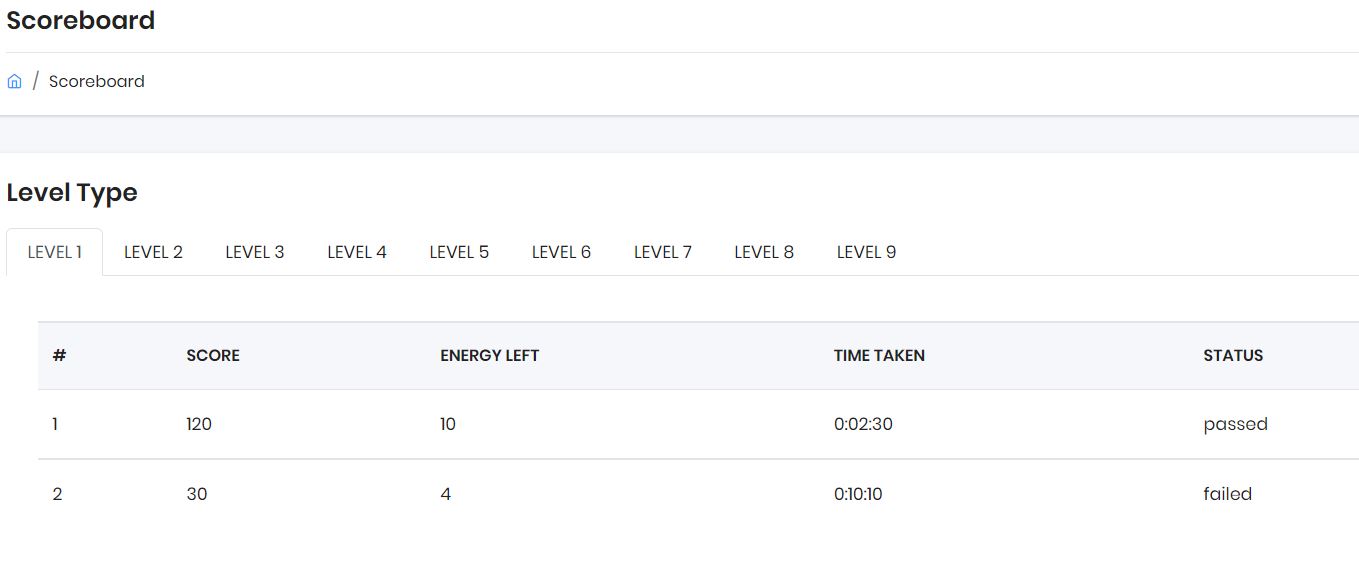 Scoreboard
/ Scoreboard
Level Type
LEVEL 1 LEVEL 2 LEVEL 3 LEVEL 4 LEVEL 5 LEVEL 6 LEVEL 7 LEVEL 8 LEVEL 9
# SCORE ENERGY LEFT TIME TAKEN STATUS
1 120 10 0:02:30 passed
2 30 4 0:10:10 failed